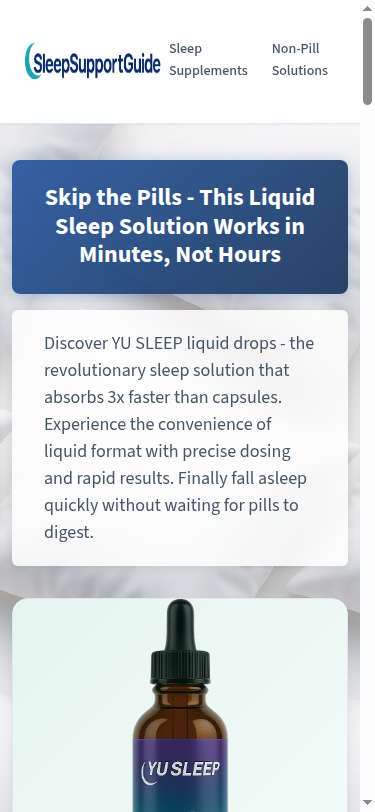 SleepSupportGuide
Sleep
Supplements
Non-Pill
Solutions
Skip the Pills - This Liquid
Sleep Solution Works in
Minutes, Not Hours
Discover YU SLEEP liquid drops - the
revolutionary sleep solution that
absorbs 3x faster than capsules.
Experience the convenience of
liquid format with precise dosing
and rapid results. Finally fall asleep
quickly without waiting for pills to
digest.
YU SLEEP